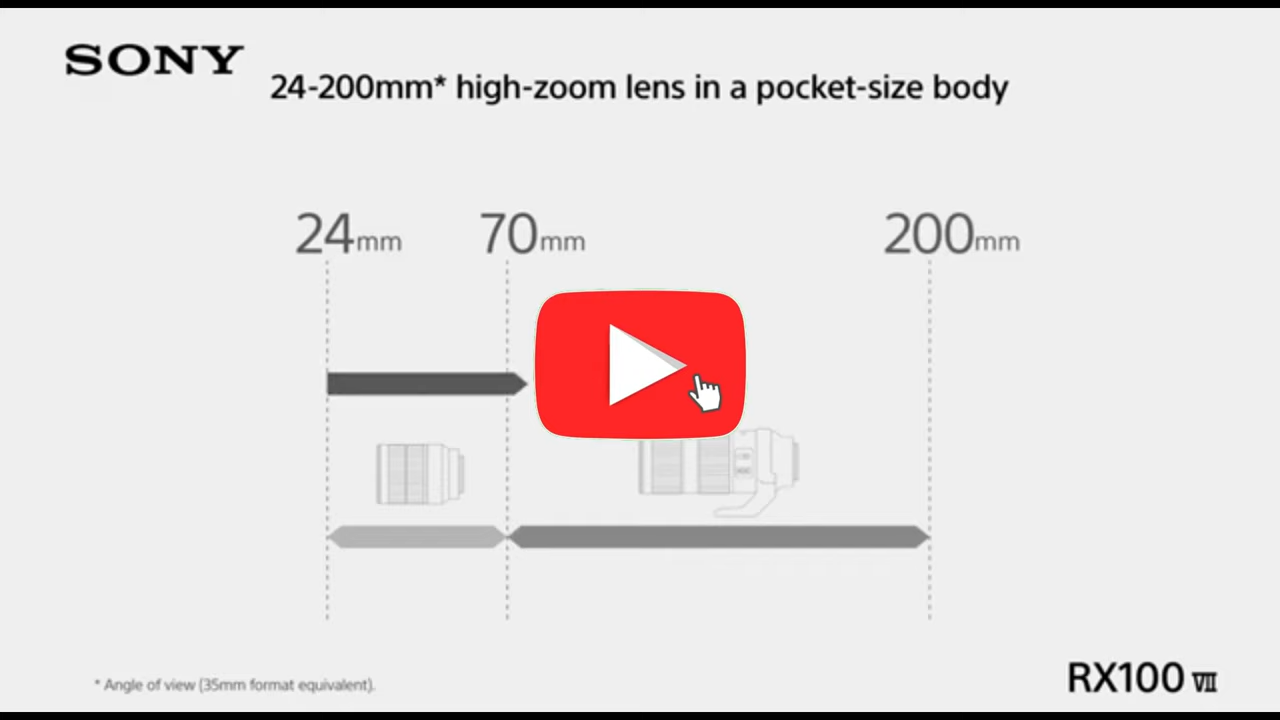 SONY
24-200mm* high-zoom lens in a pocket-size body
24mm 70mm 200mm
* Angle of view (35mm format equivalent).
RX100 VII